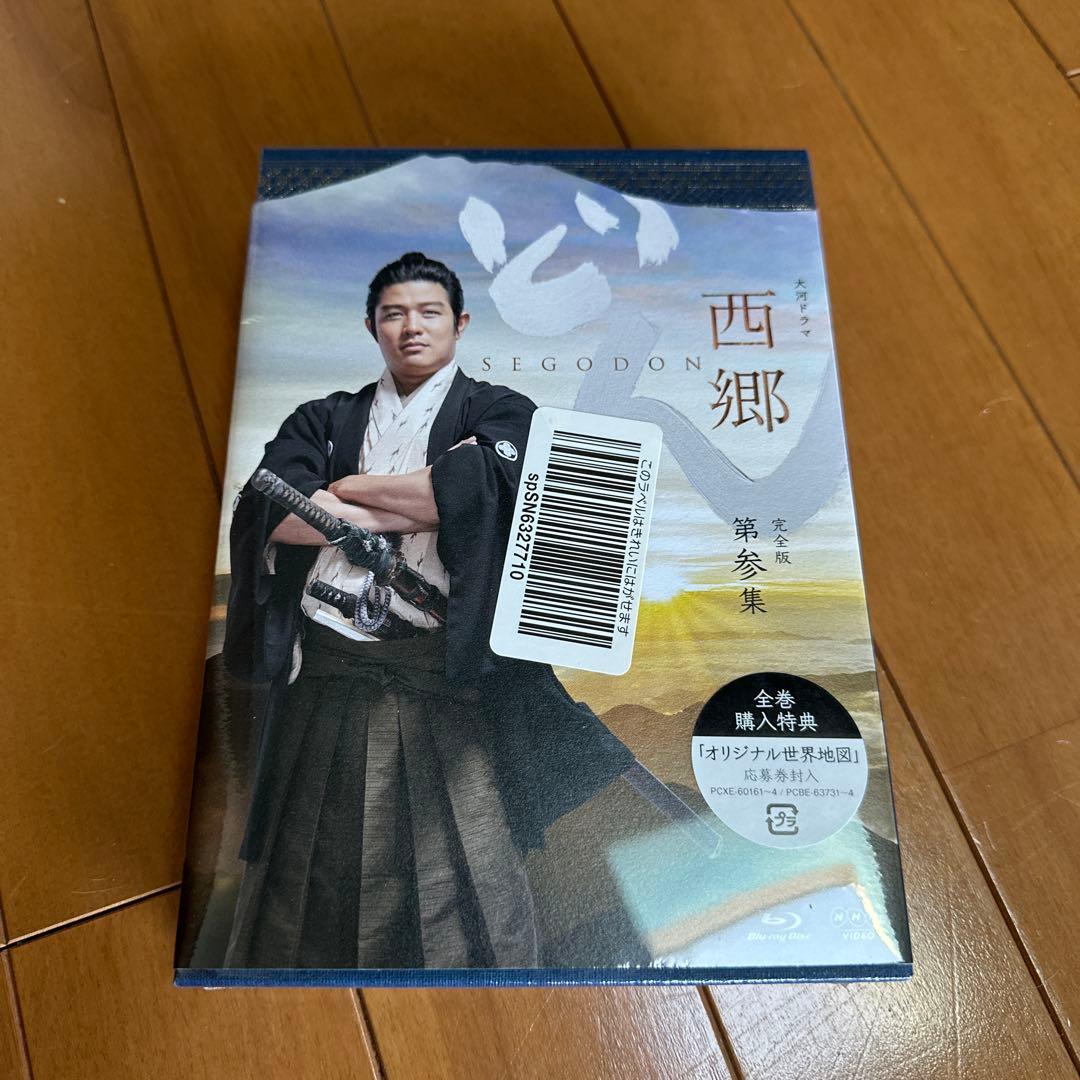 大河ドラマ
西郷
どん
SEGODON
完全版
第参集
このラベルはきれいにはがせます
spSN6327710
全巻
購入特典
「オリジナル世界地図」
応募券封入
PCXE-60161~4 / PCBE-63731~4
プラ
Blu-ray Disc
NHK
VIDEO